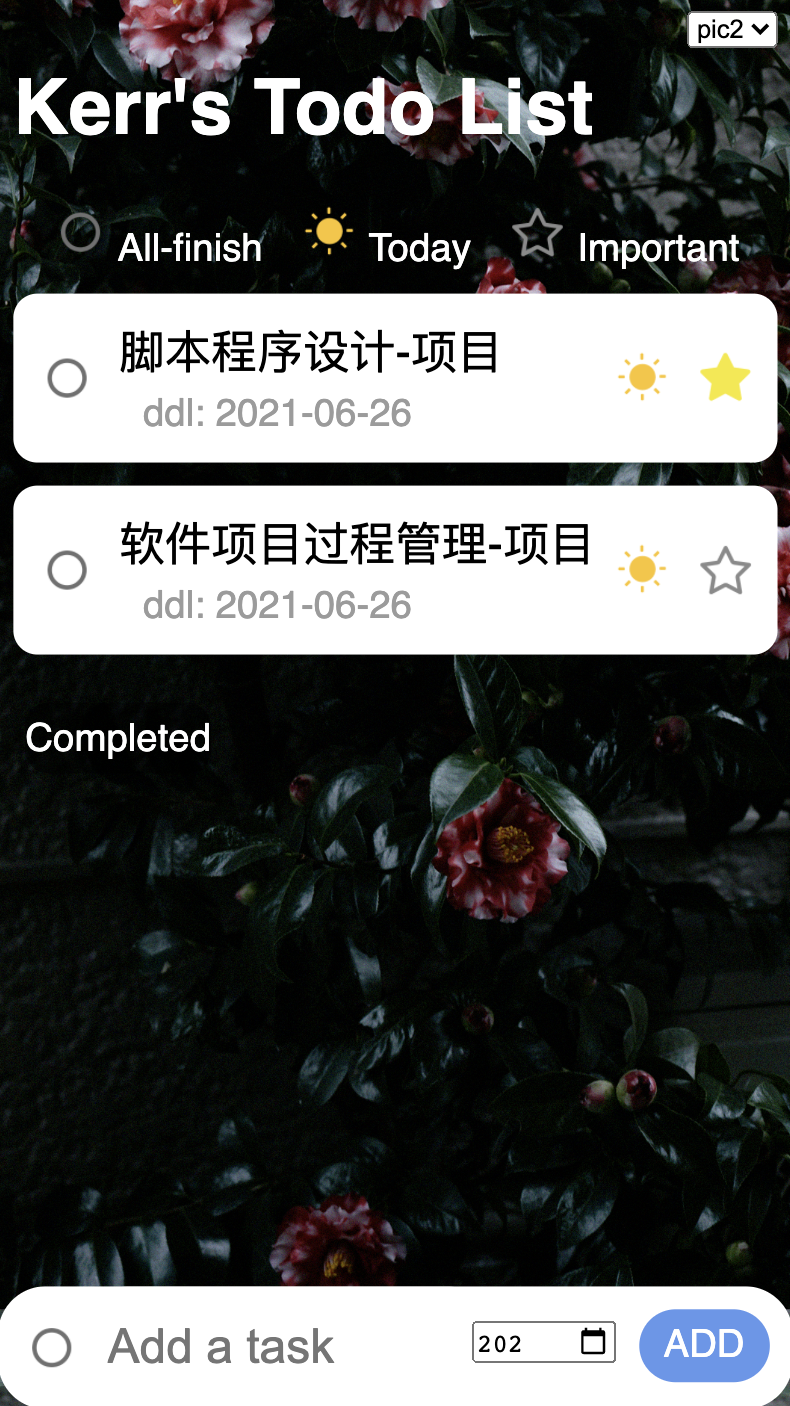 pic2
Kerr's Todo List
All-finish Today Important
脚本程序设计-项目
ddl: 2021-06-26
软件项目过程管理-项目
ddl: 2021-06-26
Completed
Add a task 202 ADD